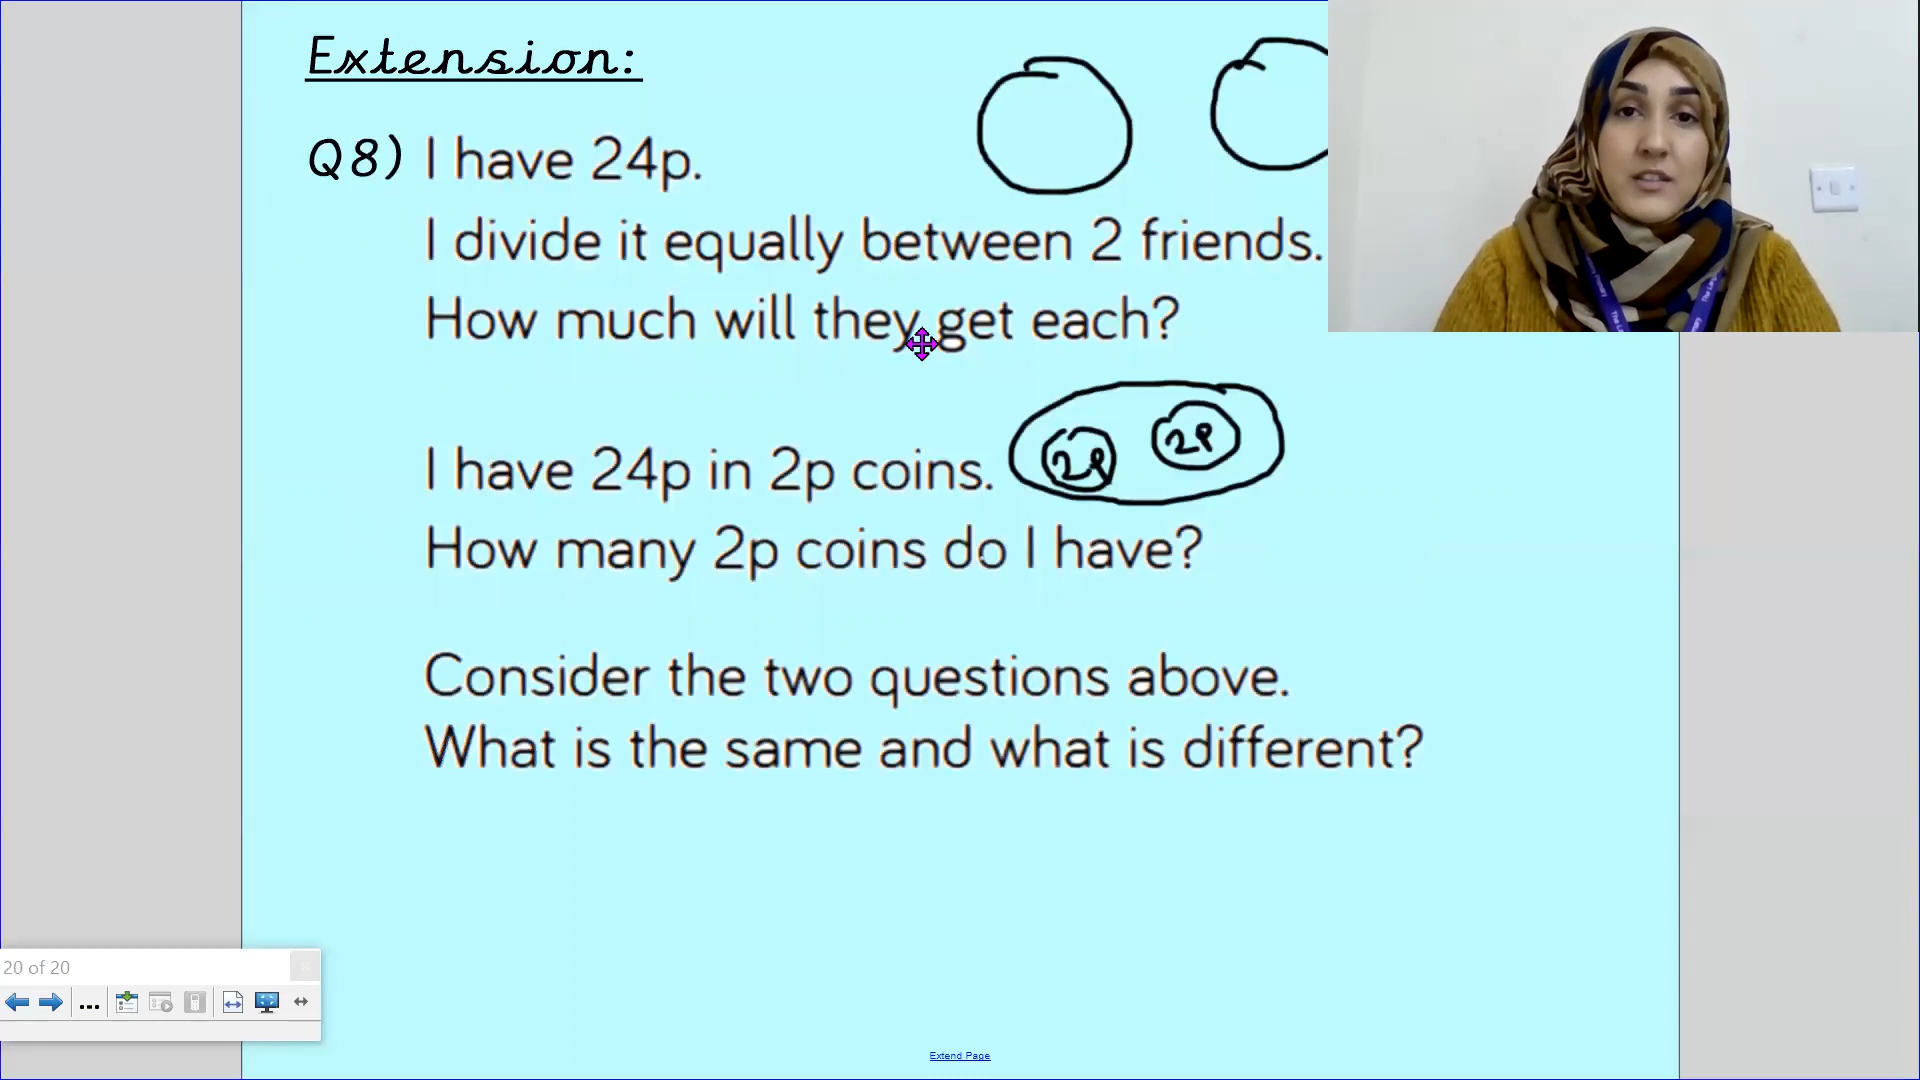 Extension:
Q8) I have 24p.
I divide it equally between 2 friends.
How much will they get each?
I have 24p in 2p coins.
2p 2p
How many 2p coins do I have?
Consider the two questions above.
What is the same and what is different?
20 of 20
Extend Page